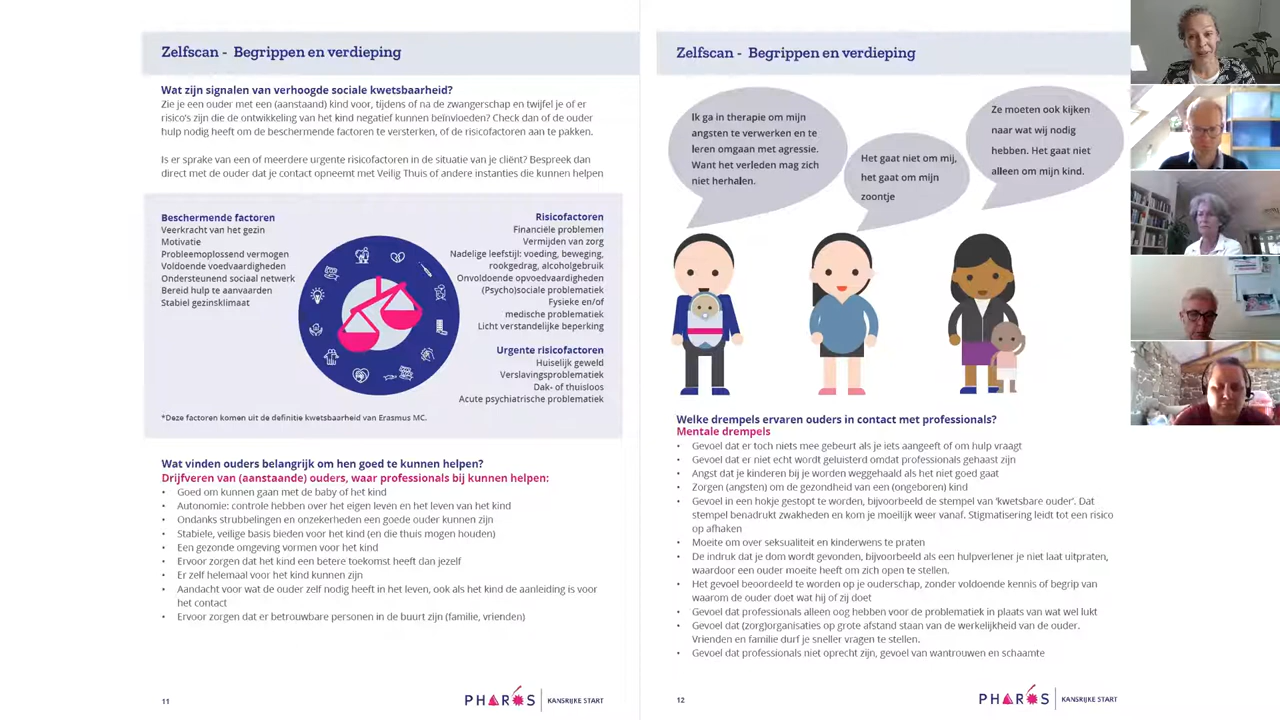 Zelfscan - Begrippen en verdieping
Wat zijn signalen van verhoogde sociale kwetsbaarheid?
Zie je een ouder met een (aanstaand) kind voor, tijdens of na de zwangerschap en twijfel je of er
risico's zijn die de ontwikkeling van het kind negatief kunnen beïnvloeden? Check dan of de ouder
hulp nodig heeft om de beschermende factoren te versterken, of de risicofactoren aan te pakken.
Is er sprake van een of meerdere urgente risicofactoren in de situatie van je cliënt? Bespreek dan
direct met de ouder dat je contact opneemt met Veilig Thuis of andere instanties die kunnen helpen
Beschermende factoren
Veerkracht van het gezin
Motivatie
Probleemoplossend vermogen
Voldoende voedvaardigheden
Ondersteunend sociaal netwerk
Bereid hulp te aanvaarden
Stabiel gezinsklimaat
Risicofactoren
Financiële problemen
Vermijden van zorg
Nadelige leefstijl: voeding, beweging,
rookgedrag, alcoholgebruik
Onvoldoende opvoedvaardigheden
(Psycho)sociale problematiek
Fysieke en/of
medische problematiek
Licht verstandelijke beperking
Urgente risicofactoren
Huiselijk geweld
Verslavingsproblematiek
Dak- of thuisloos
Acute psychiatrische problematiek
*Deze factoren komen uit de definitie kwetsbaarheid van Erasmus MC.
Wat vinden ouders belangrijk om hen goed te kunnen helpen?
Drijfveren van (aanstaande) ouders, waar professionals bij kunnen helpen:
• Goed om kunnen gaan met de baby of het kind
• Autonomie: controle hebben over het eigen leven en het leven van het kind
• Ondanks strubbelingen en onzekerheden een goede ouder kunnen zijn
• Stabiele, veilige basis bieden voor het kind (en die thuis mogen houden)
• Een gezonde omgeving vormen voor het kind
• Ervoor zorgen dat het kind een betere toekomst heeft dan jezelf
• Er zelf helemaal voor het kind kunnen zijn
• Aandacht voor wat de ouder zelf nodig heeft in het leven, ook als het kind de aanleiding is voor
het contact
• Ervoor zorgen dat er betrouwbare personen in de buurt zijn (familie, vrienden)
11
PHAROS KANSRIJKE START
Zelfscan - Begrippen en verdieping
Ik ga in therapie om mijn
angsten te verwerken en te
leren omgaan met agressie.
Want het verleden mag zich
niet herhalen.
Het gaat niet om mij,
het gaat om mijn
zoontje
Ze moeten ook kijken
naar wat wij nodig
hebben. Het gaat niet
alleen om mijn kind.
Welke drempels ervaren ouders in contact met professionals?
Mentale drempels
• Gevoel dat er toch niets mee gebeurt als je iets aangeeft of om hulp vraagt
• Gevoel dat er niet echt wordt geluisterd omdat professionals gehaast zijn
• Angst dat je kinderen bij je worden weggehaald als het niet goed gaat
• Zorgen (angsten) om de gezondheid van een (ongeboren) kind
• Gevoel in een hokje gestopt te worden, bijvoorbeeld de stempel van 'kwetsbare ouder'. Dat
stempel benadrukt zwakheden en kom je moeilijk weer vanaf. Stigmatisering leidt tot een risico
op afhaken
• Moeite om over seksualiteit en kinderwens te praten
• De indruk dat je dom wordt gevonden, bijvoorbeeld als een hulpverlener je niet laat uitpraten,
waardoor een ouder moeite heeft om zich open te stellen.
• Het gevoel beoordeeld te worden op je ouderschap, zonder voldoende kennis of begrip van
waarom de ouder doet wat hij of zij doet
• Gevoel dat professionals alleen oog hebben voor de problematiek in plaats van wat wel lukt
• Gevoel dat (zorg)organisaties op grote afstand staan van de werkelijkheid van de ouder.
Vrienden en familie durf je sneller vragen te stellen.
• Gevoel dat professionals niet oprecht zijn, gevoel van wantrouwen en schaamte
12
PHAROS KANSRIJKE START